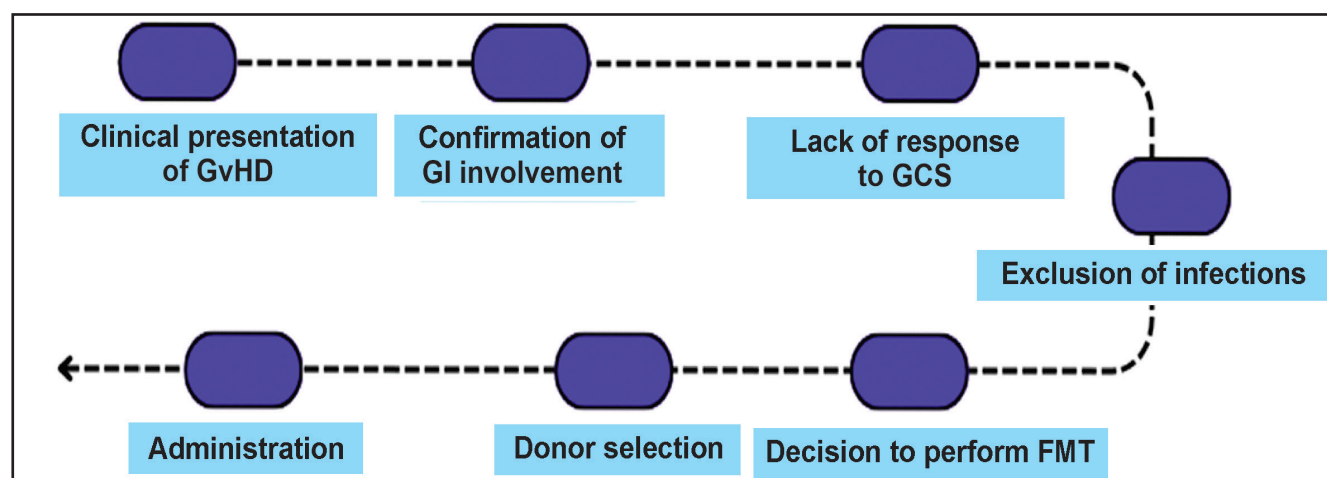 Clinical presentation
of GvHD
Confirmation of
GI involvement
Lack of response
to GCS
Exclusion of infections
Decision to perform FMT
Donor selection
Administration